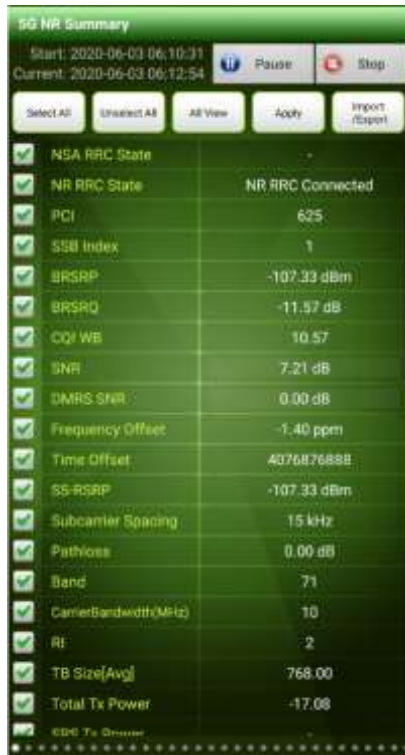 5G NR Summary
Start: 2020-06-03 06:10:31
Current: 2020-06-03 06:12:54
Pause
Stop
Select All
Unselect All
All View
Apply
Import
/Export
NSA RRC State -
NR RRC State NR RRC Connected
PCI 625
SSB Index 1
BRSRP -107.33 dBm
BRSRQ -11.57 dB
CQI WB 10.57
SNR 7.21 dB
DMRS SNR 0.00 dB
Frequency Offset -1.40 ppm
Time Offset 4076876888
SS-RSRP -107.33 dBm
Subcarrier Spacing 15 kHz
Pathloss 0.00 dB
Band 71
CarrierBandwidth(MHz) 10
RI 2
TB Size[Avg] 768.00
Total Tx Power -17.08